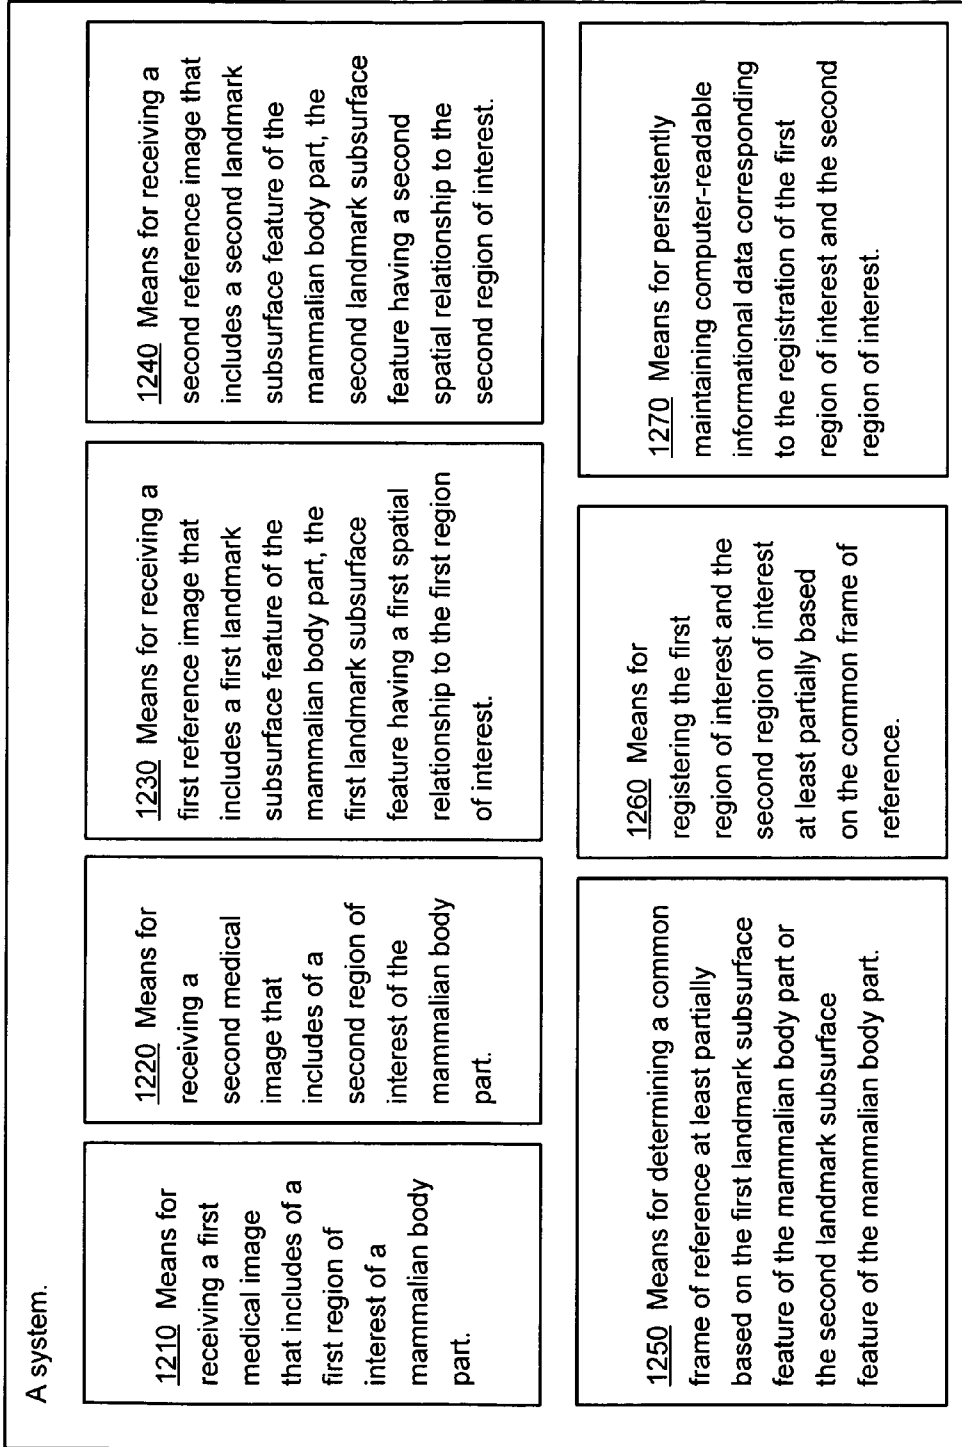 A system.
1210 Means for
receiving a first
medical image
that includes of a
first region of
interest of a
mammalian body
part.
1220 Means for
receiving a
second medical
image that
includes of a
second region of
interest of the
mammalian body
part.
1230 Means for receiving a
first reference image that
includes a first landmark
subsurface feature of the
mammalian body part, the
first landmark subsurface
feature having a first spatial
relationship to the first region
of interest.
1240 Means for receiving a
second reference image that
includes a second landmark
subsurface feature of the
mammalian body part, the
second landmark subsurface
feature having a second
spatial relationship to the
second region of interest.
1250 Means for determining a common
frame of reference at least partially
based on the first landmark subsurface
feature of the mammalian body part or
the second landmark subsurface
feature of the mammalian body part.
1260 Means for
registering the first
region of interest and the
second region of interest
at least partially based
on the common frame of
reference.
1270 Means for persistently
maintaining computer-readable
informational data corresponding
to the registration of the first
region of interest and the second
region of interest.